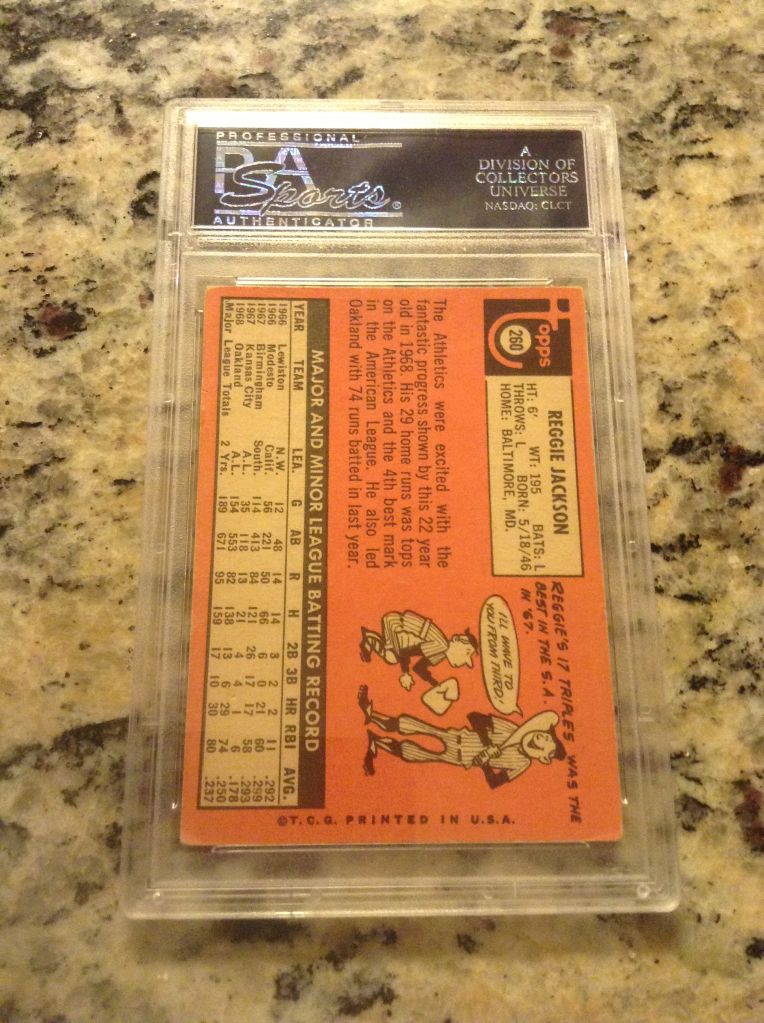 PROFESSIONAL
PSA
Sports®
AUTHENTICATOR
A
DIVISION OF
COLLECTORS
UNIVERSE
NASDAQ: CLCT
Topps
260
REGGIE JACKSON
HT: 6' WT: 195 BATS: L
THROWS: L BORN: 5/18/46
HOME: BALTIMORE, MD.
The Athletics were excited with the
fantastic progress shown by this 22 year
old in 1968. His 29 home runs was tops
on the Athletics and the 4th best mark
in the American League. He also led
Oakland with 74 runs batted in last year.
REGGIE'S 17 TRIPLES WAS THE
BEST IN THE S.A.
IN '67.
I'LL WAVE TO
YOU FROM THIRD!
MAJOR AND MINOR LEAGUE BATTING RECORD
YEAR TEAM LEA. G AB R H 2B 3B HR RBI AVG.
1966 Lewiston N.W. 12 48 14 14 3 2 2 11 .292
1966 Modesto Calif. 56 221 50 66 6 0 21 60 .299
1967 Birmingham South. 114 413 84 121 26 17 17 58 .293
1967 Kansas City A.L. 35 118 13 21 4 4 1 6 .178
1968 Oakland A.L. 154 553 82 138 13 6 29 74 .250
Major League Totals 2 Yrs. 189 671 95 159 17 10 30 80 .237
©T.C.G. PRINTED IN U.S.A.